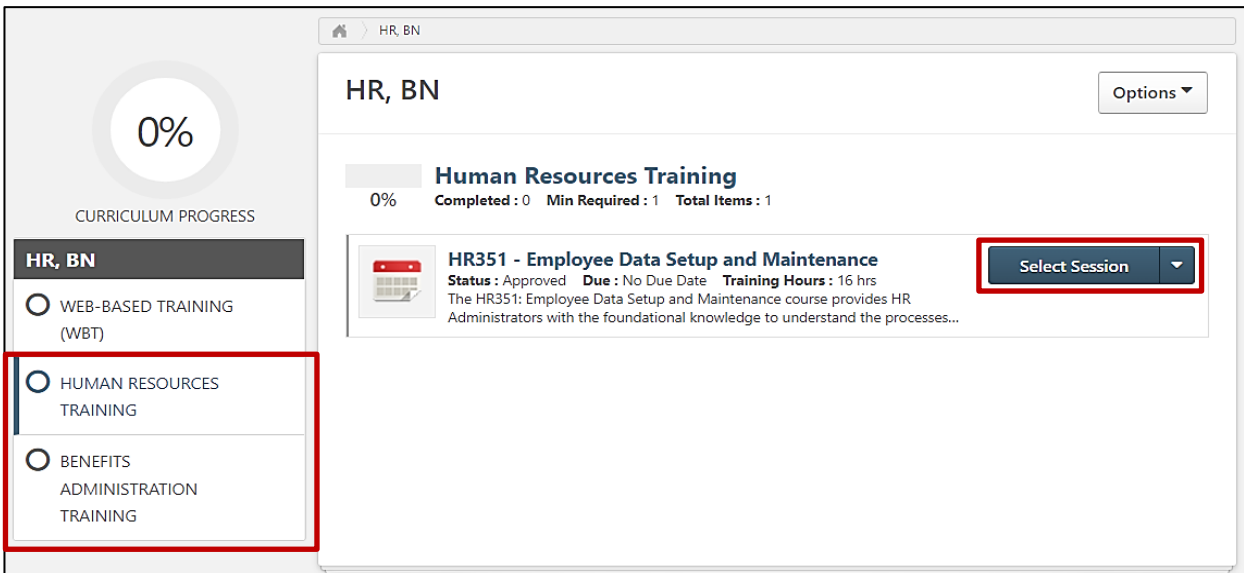 HR, BN
0%
CURRICULUM PROGRESS
HR, BN
WEB-BASED TRAINING
(WBT)
HUMAN RESOURCES
TRAINING
BENEFITS
ADMINISTRATION
TRAINING
HR, BN
Options
Human Resources Training
0%
Completed : 0 Min Required : 1 Total Items : 1
HR351 - Employee Data Setup and Maintenance
Status : Approved Due : No Due Date Training Hours : 16 hrs
The HR351: Employee Data Setup and Maintenance course provides HR
Administrators with the foundational knowledge to understand the processes...
Select Session